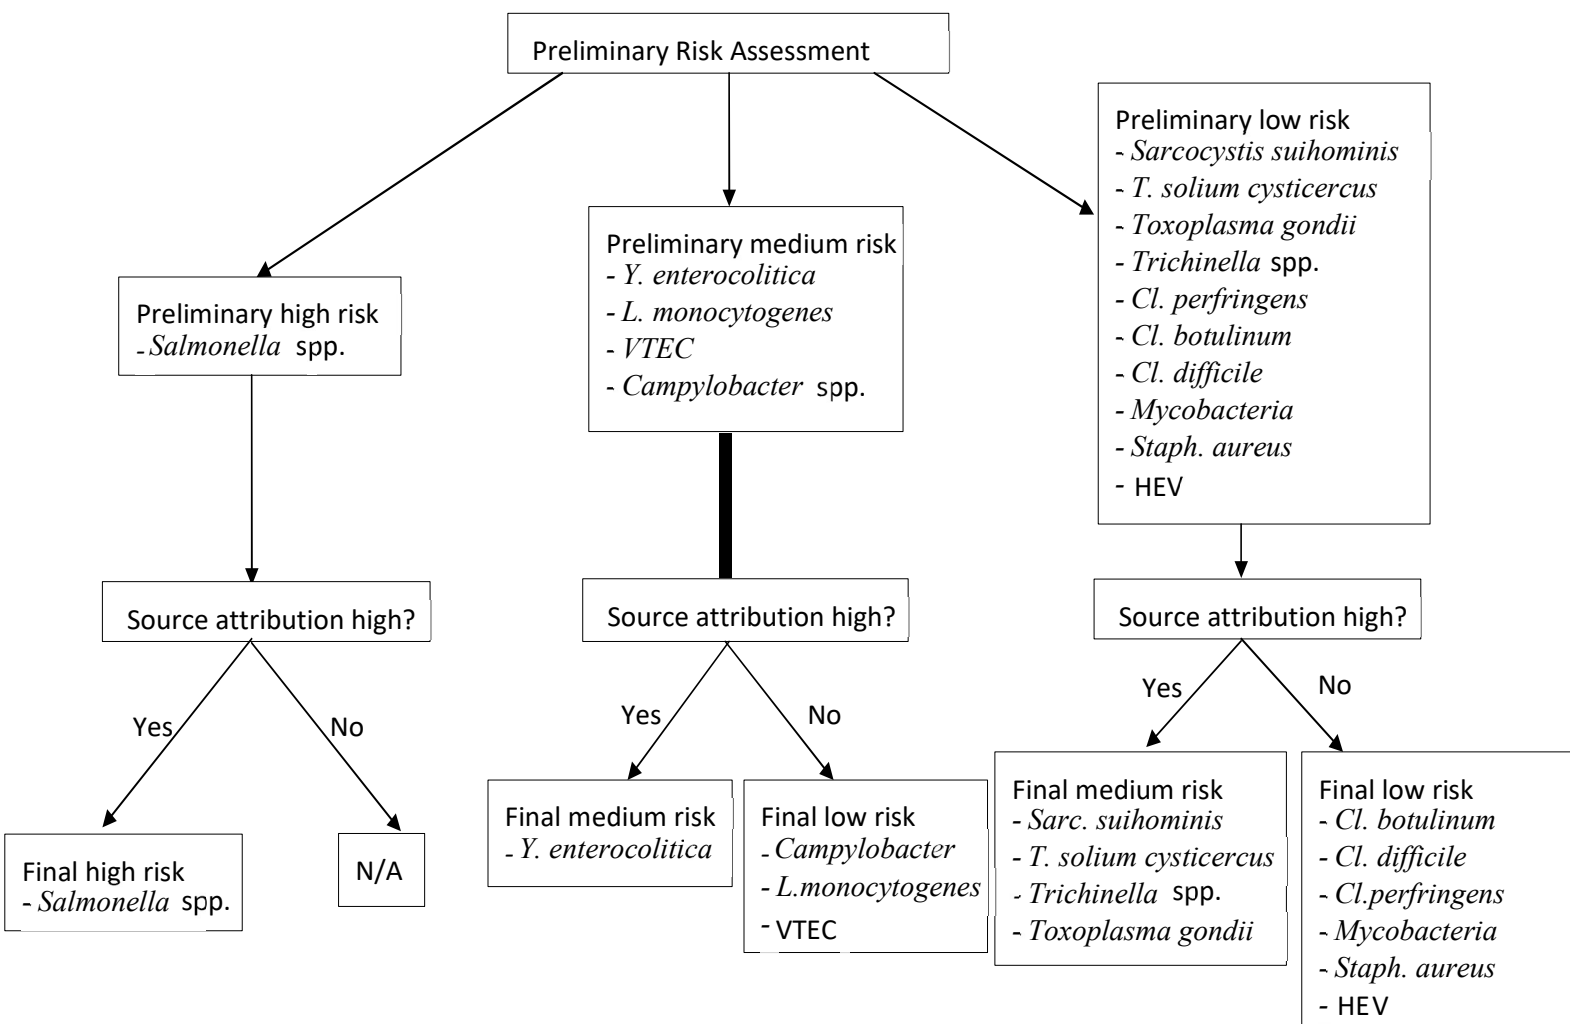 Preliminary Risk Assessment
Preliminary high risk
- Salmonella spp.
Preliminary medium risk
- Y. enterocolitica
- L. monocytogenes
- VTEC
- Campylobacter spp.
Preliminary low risk
- Sarcocystis suihominis
- T. solium cysticercus
- Toxoplasma gondii
- Trichinella spp.
- Cl. perfringens
- Cl. botulinum
- Cl. difficile
- Mycobacteria
- Staph. aureus
- HEV
Source attribution high?
Yes
No
Final high risk
- Salmonella spp.
N/A
Source attribution high?
Yes
No
Final medium risk
- Y. enterocolitica
Final low risk
- Campylobacter
- L.monocytogenes
- VTEC
Source attribution high?
Yes
No
Final medium risk
- Sarc. suihominis
- T. solium cysticercus
- Trichinella spp.
- Toxoplasma gondii
Final low risk
- Cl. botulinum
- Cl. difficile
- Cl.perfringens
- Mycobacteria
- Staph. aureus
- HEV